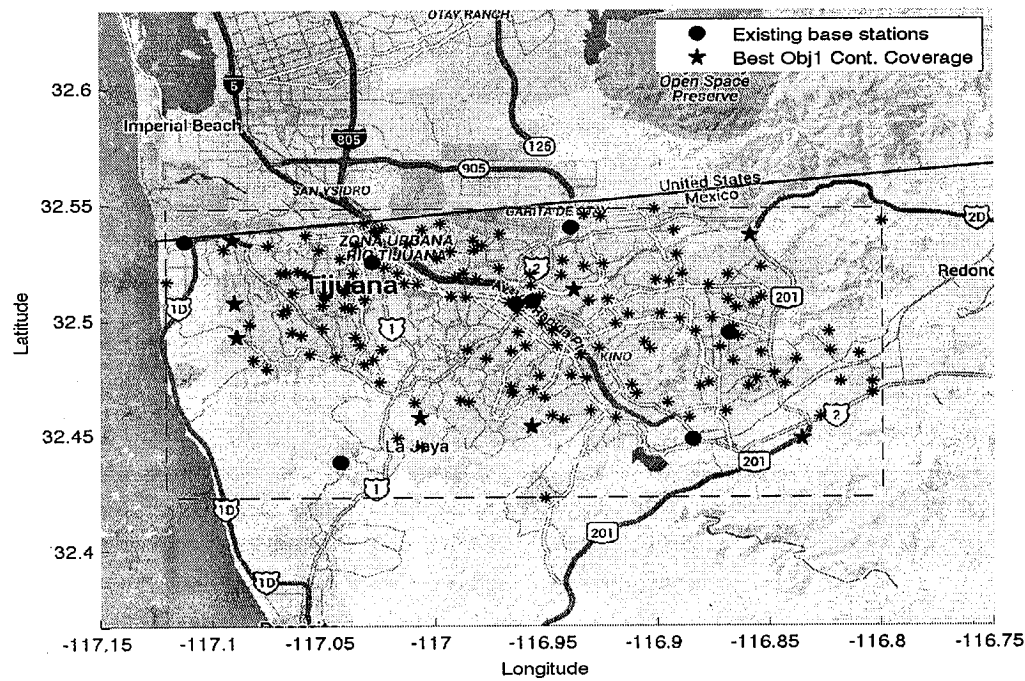 OTAY RANCH
Existing base stations
Best Obj1 Cont. Coverage
5
32.6
Open Space
Preserve
Imperial Beach
805
125
905
SAN YSIDRO
United States
Mexico
32.55
GARITA DE
2D
ZONA URBANA
RIO TIJUANA
2
Redono
Tijuana
201
1D
32.5
1
KINO
Latitude
2
32.45
La Joya
201
1
1D
201
32.4
1D
-117.15
-117.1
-117.05
-117
-116.95
-116.9
-116.85
-116.8
-116.75
Longitude